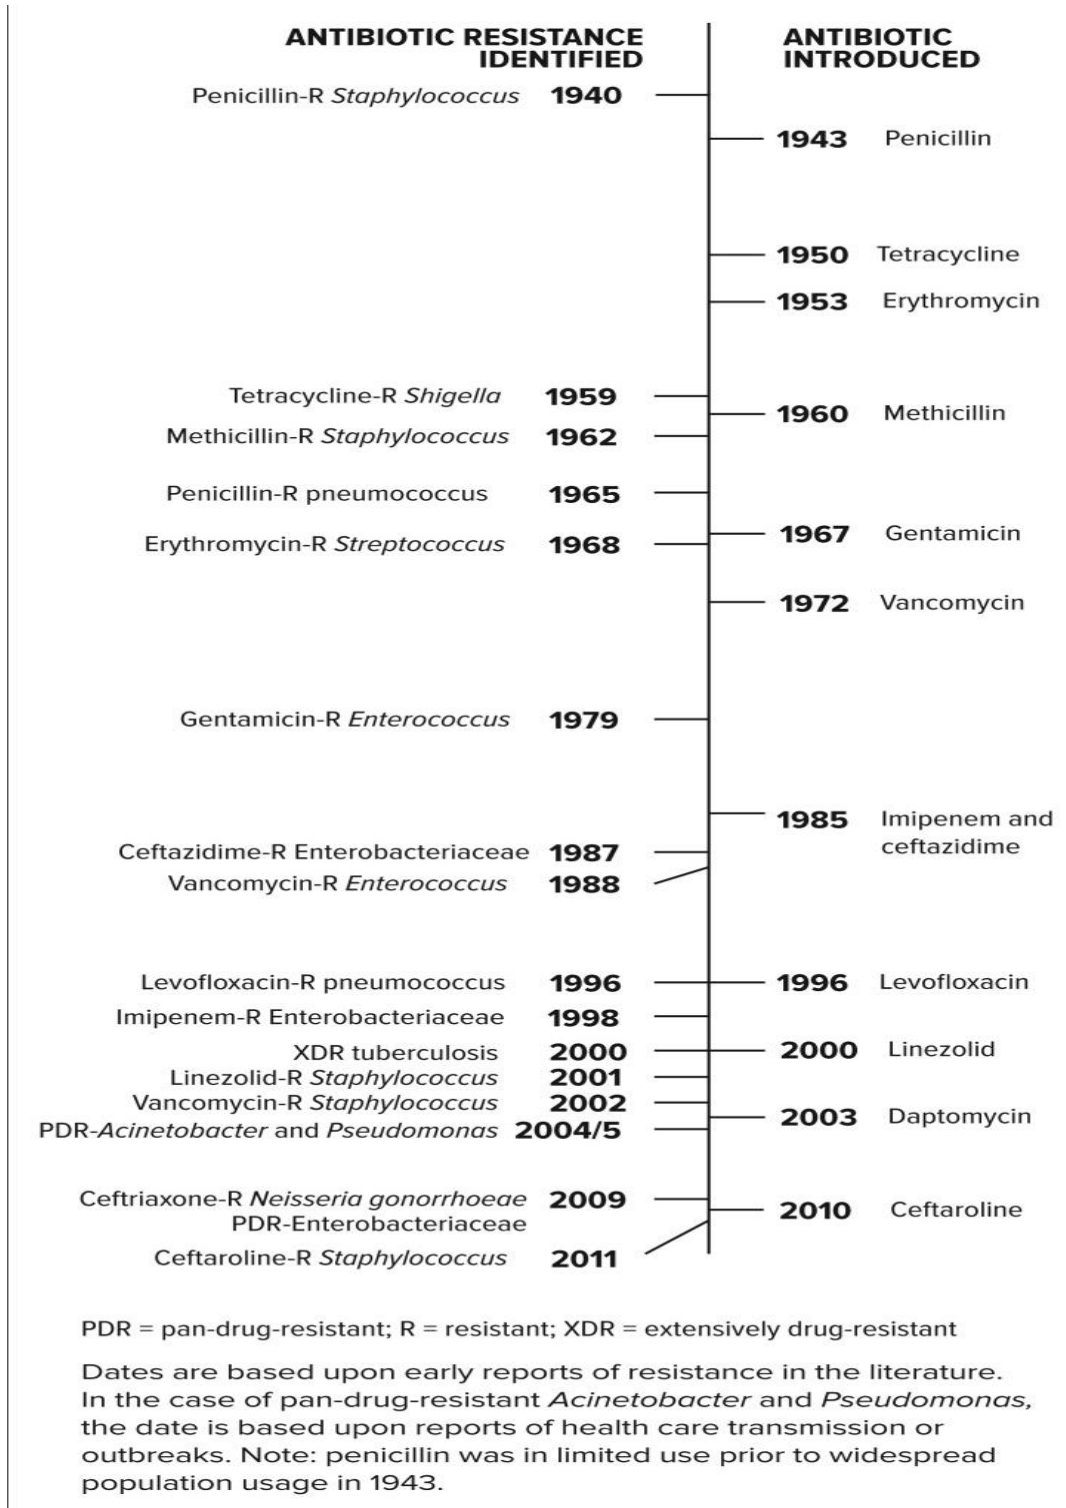 ANTIBIOTIC RESISTANCE
IDENTIFIED
ANTIBIOTIC
INTRODUCED
Penicillin-R Staphylococcus 1940
1943 Penicillin
1950 Tetracycline
1953 Erythromycin
Tetracycline-R Shigella 1959
1960 Methicillin
Methicillin-R Staphylococcus 1962
Penicillin-R pneumococcus 1965
1967 Gentamicin
Erythromycin-R Streptococcus 1968
1972 Vancomycin
Gentamicin-R Enterococcus 1979
1985 Imipenem and
ceftazidime
Ceftazidime-R Enterobacteriaceae 1987
Vancomycin-R Enterococcus 1988
Levofloxacin-R pneumococcus 1996
1996 Levofloxacin
Imipenem-R Enterobacteriaceae 1998
XDR tuberculosis 2000
2000 Linezolid
Linezolid-R Staphylococcus 2001
Vancomycin-R Staphylococcus 2002
2003 Daptomycin
PDR-Acinetobacter and Pseudomonas 2004/5
Ceftriaxone-R Neisseria gonorrhoeae 2009
PDR-Enterobacteriaceae
2010 Ceftaroline
Ceftaroline-R Staphylococcus 2011
PDR = pan-drug-resistant; R = resistant; XDR = extensively drug-resistant
Dates are based upon early reports of resistance in the literature.
In the case of pan-drug-resistant Acinetobacter and Pseudomonas,
the date is based upon reports of health care transmission or
outbreaks. Note: penicillin was in limited use prior to widespread
population usage in 1943.